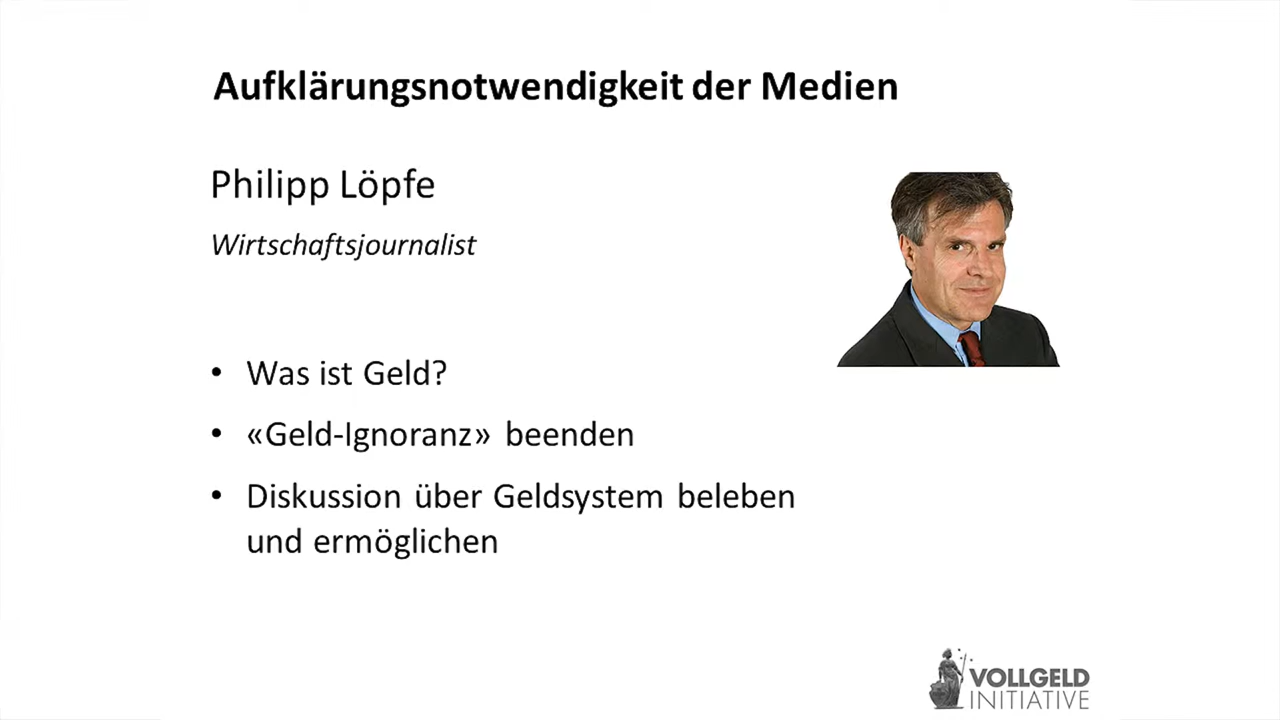 Aufklärungsnotwendigkeit der Medien
Philipp Löpfe
Wirtschaftsjournalist
• Was ist Geld?
• «Geld-Ignoranz» beenden
• Diskussion über Geldsystem beleben
und ermöglichen
VOLLGELD
INITIATIVE